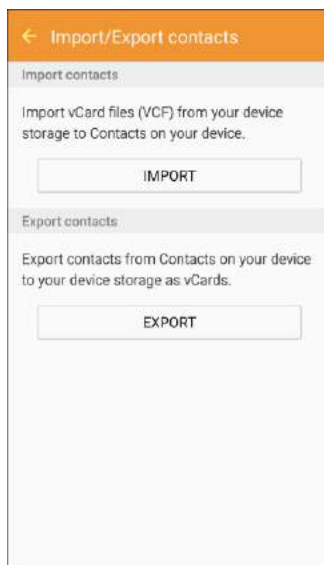 Import/Export contacts
Import contacts
Import vCard files (VCF) from your device
storage to Contacts on your device.
IMPORT
Export contacts
Export contacts from Contacts on your device
to your device storage as vCards.
EXPORT